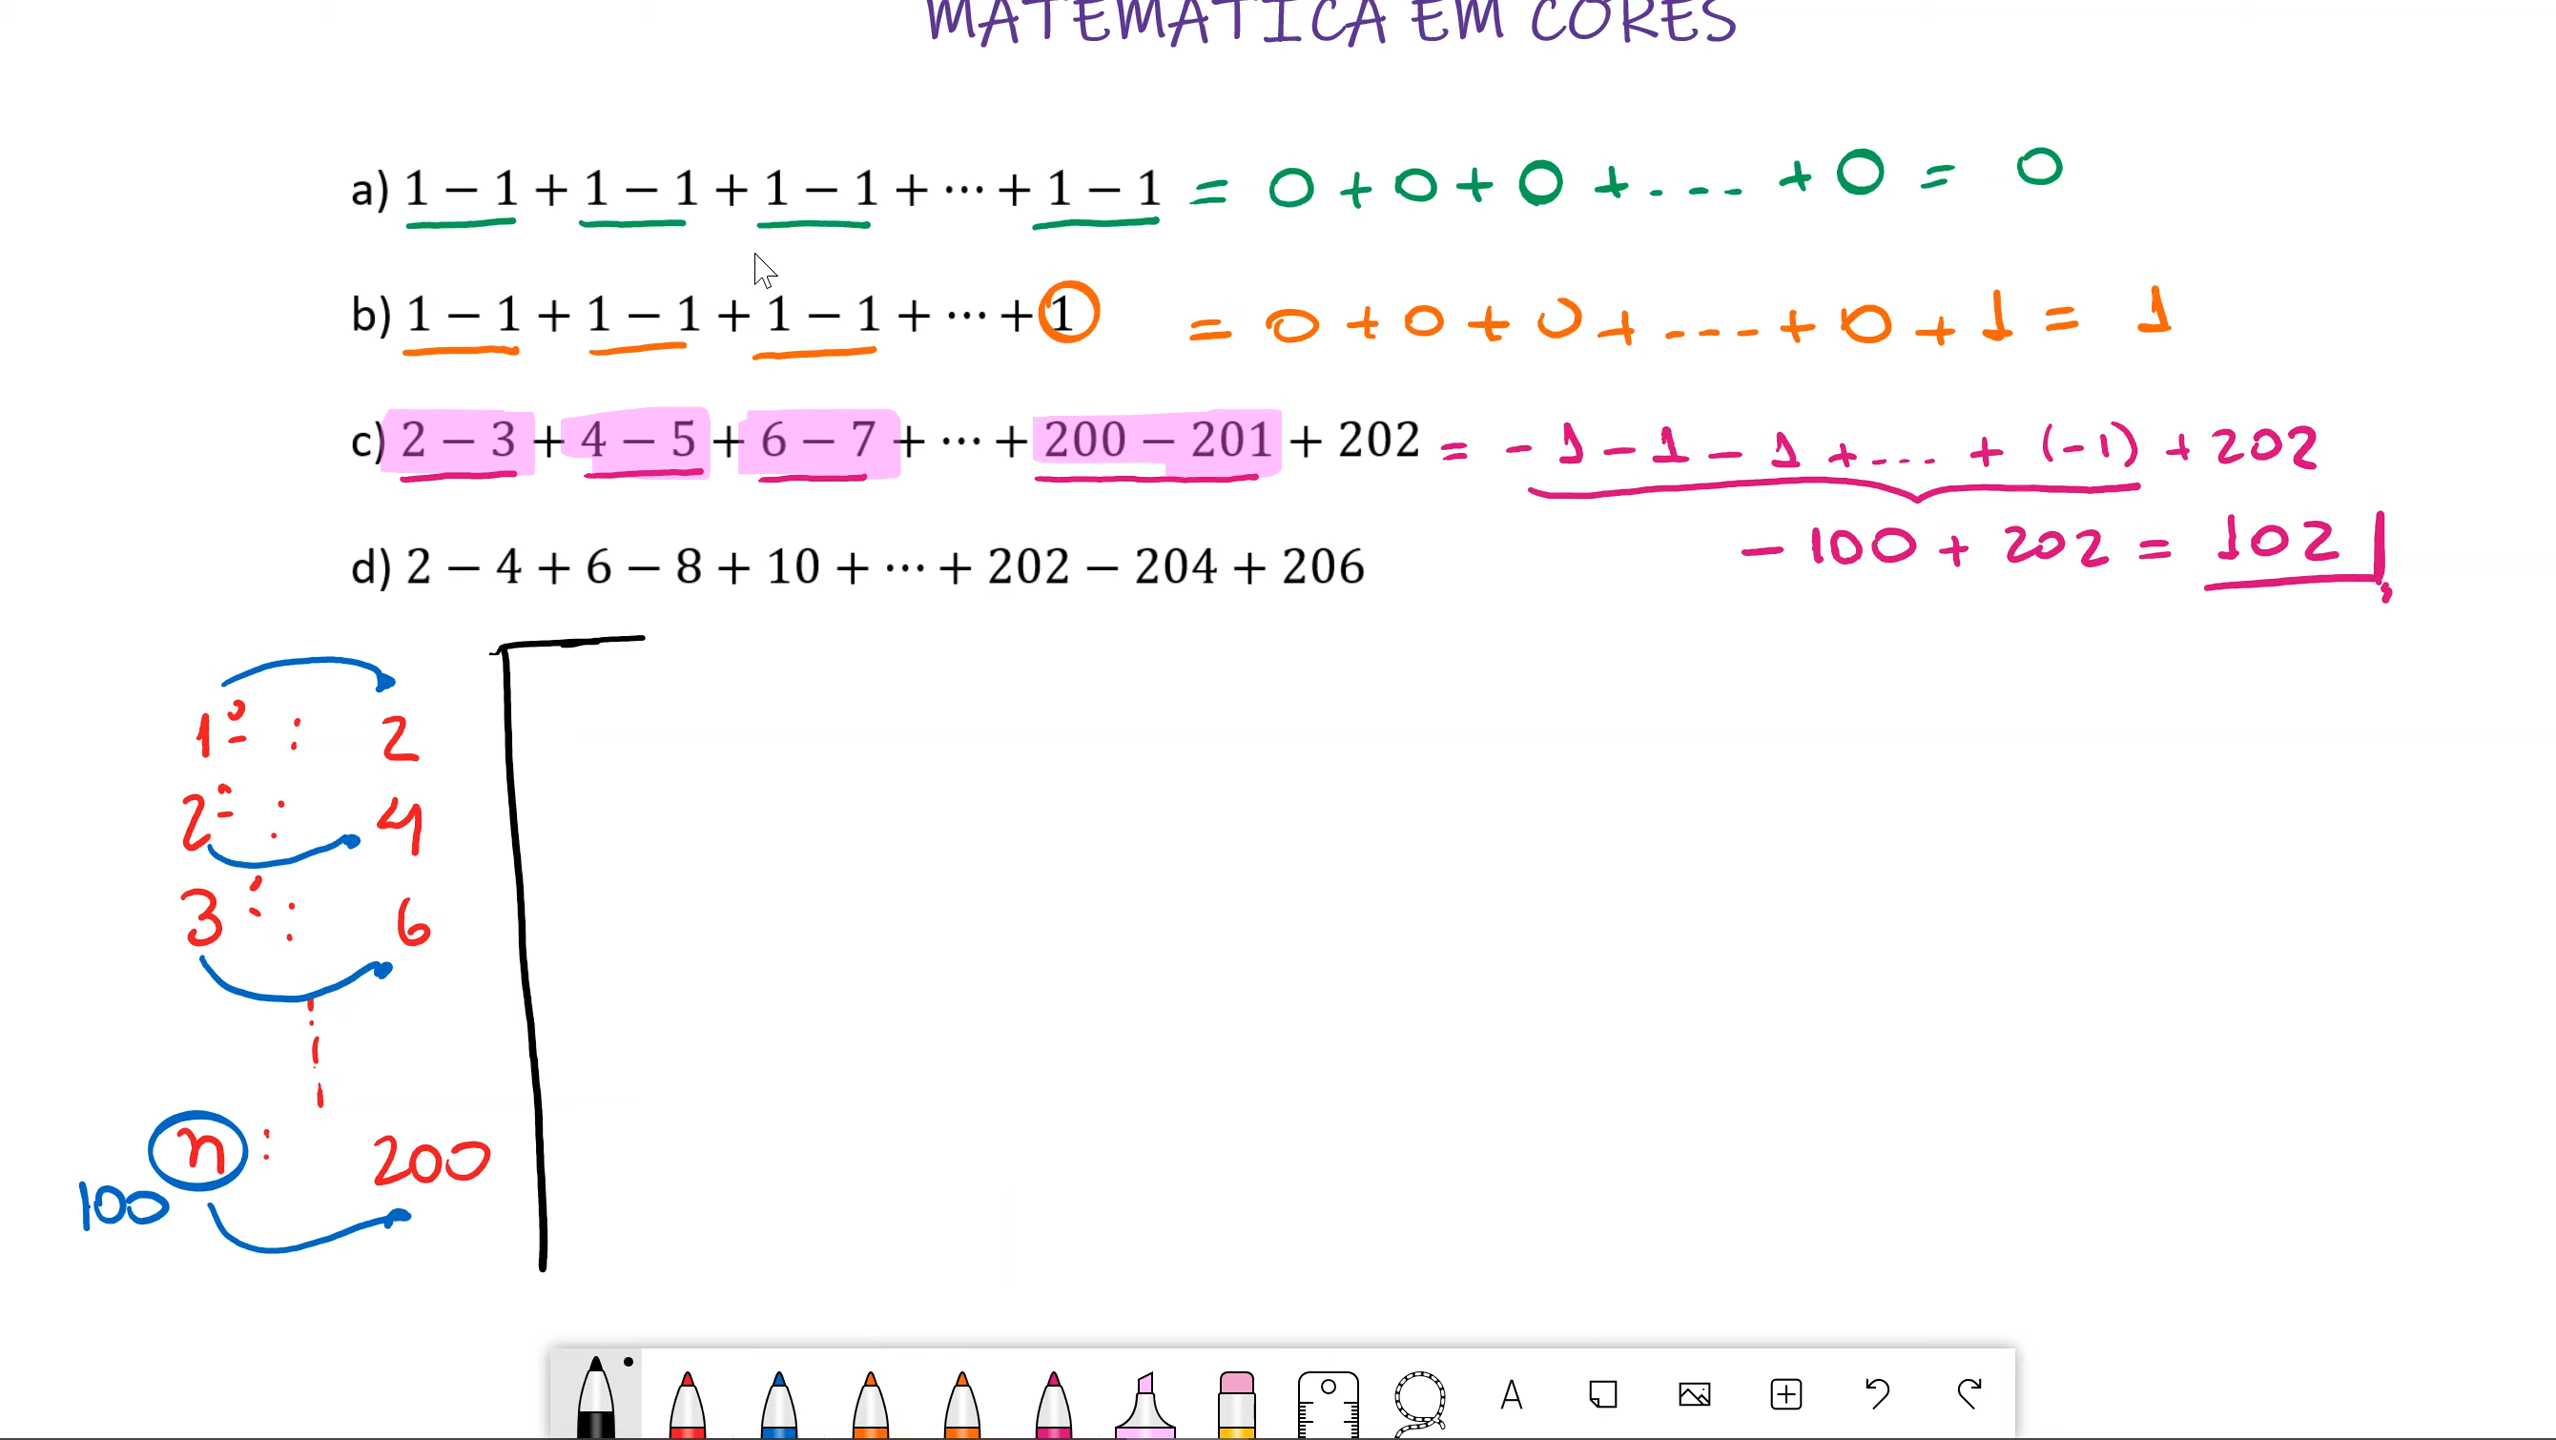 MATEMÁTICA EM CORES
a) 1 − 1 + 1 − 1 + 1 − 1 + ⋯ + 1 − 1 = 0 + 0 + 0 + .--- + 0 = 0
b) 1 − 1 + 1 − 1 + 1 − 1 + ⋯ + 1 = 0 + 0 + 0 + .--- + 0 + 1 = 1
c) 2 − 3 + 4 − 5 + 6 − 7 + ⋯ + 200 − 201 + 202 = -1 -1 -1 + .... + (-1) + 202
-100 + 202 = 102
d) 2 − 4 + 6 − 8 + 10 + ⋯ + 202 − 204 + 206
1º : 2
2º : 4
3º : 6
n : 200
100
A